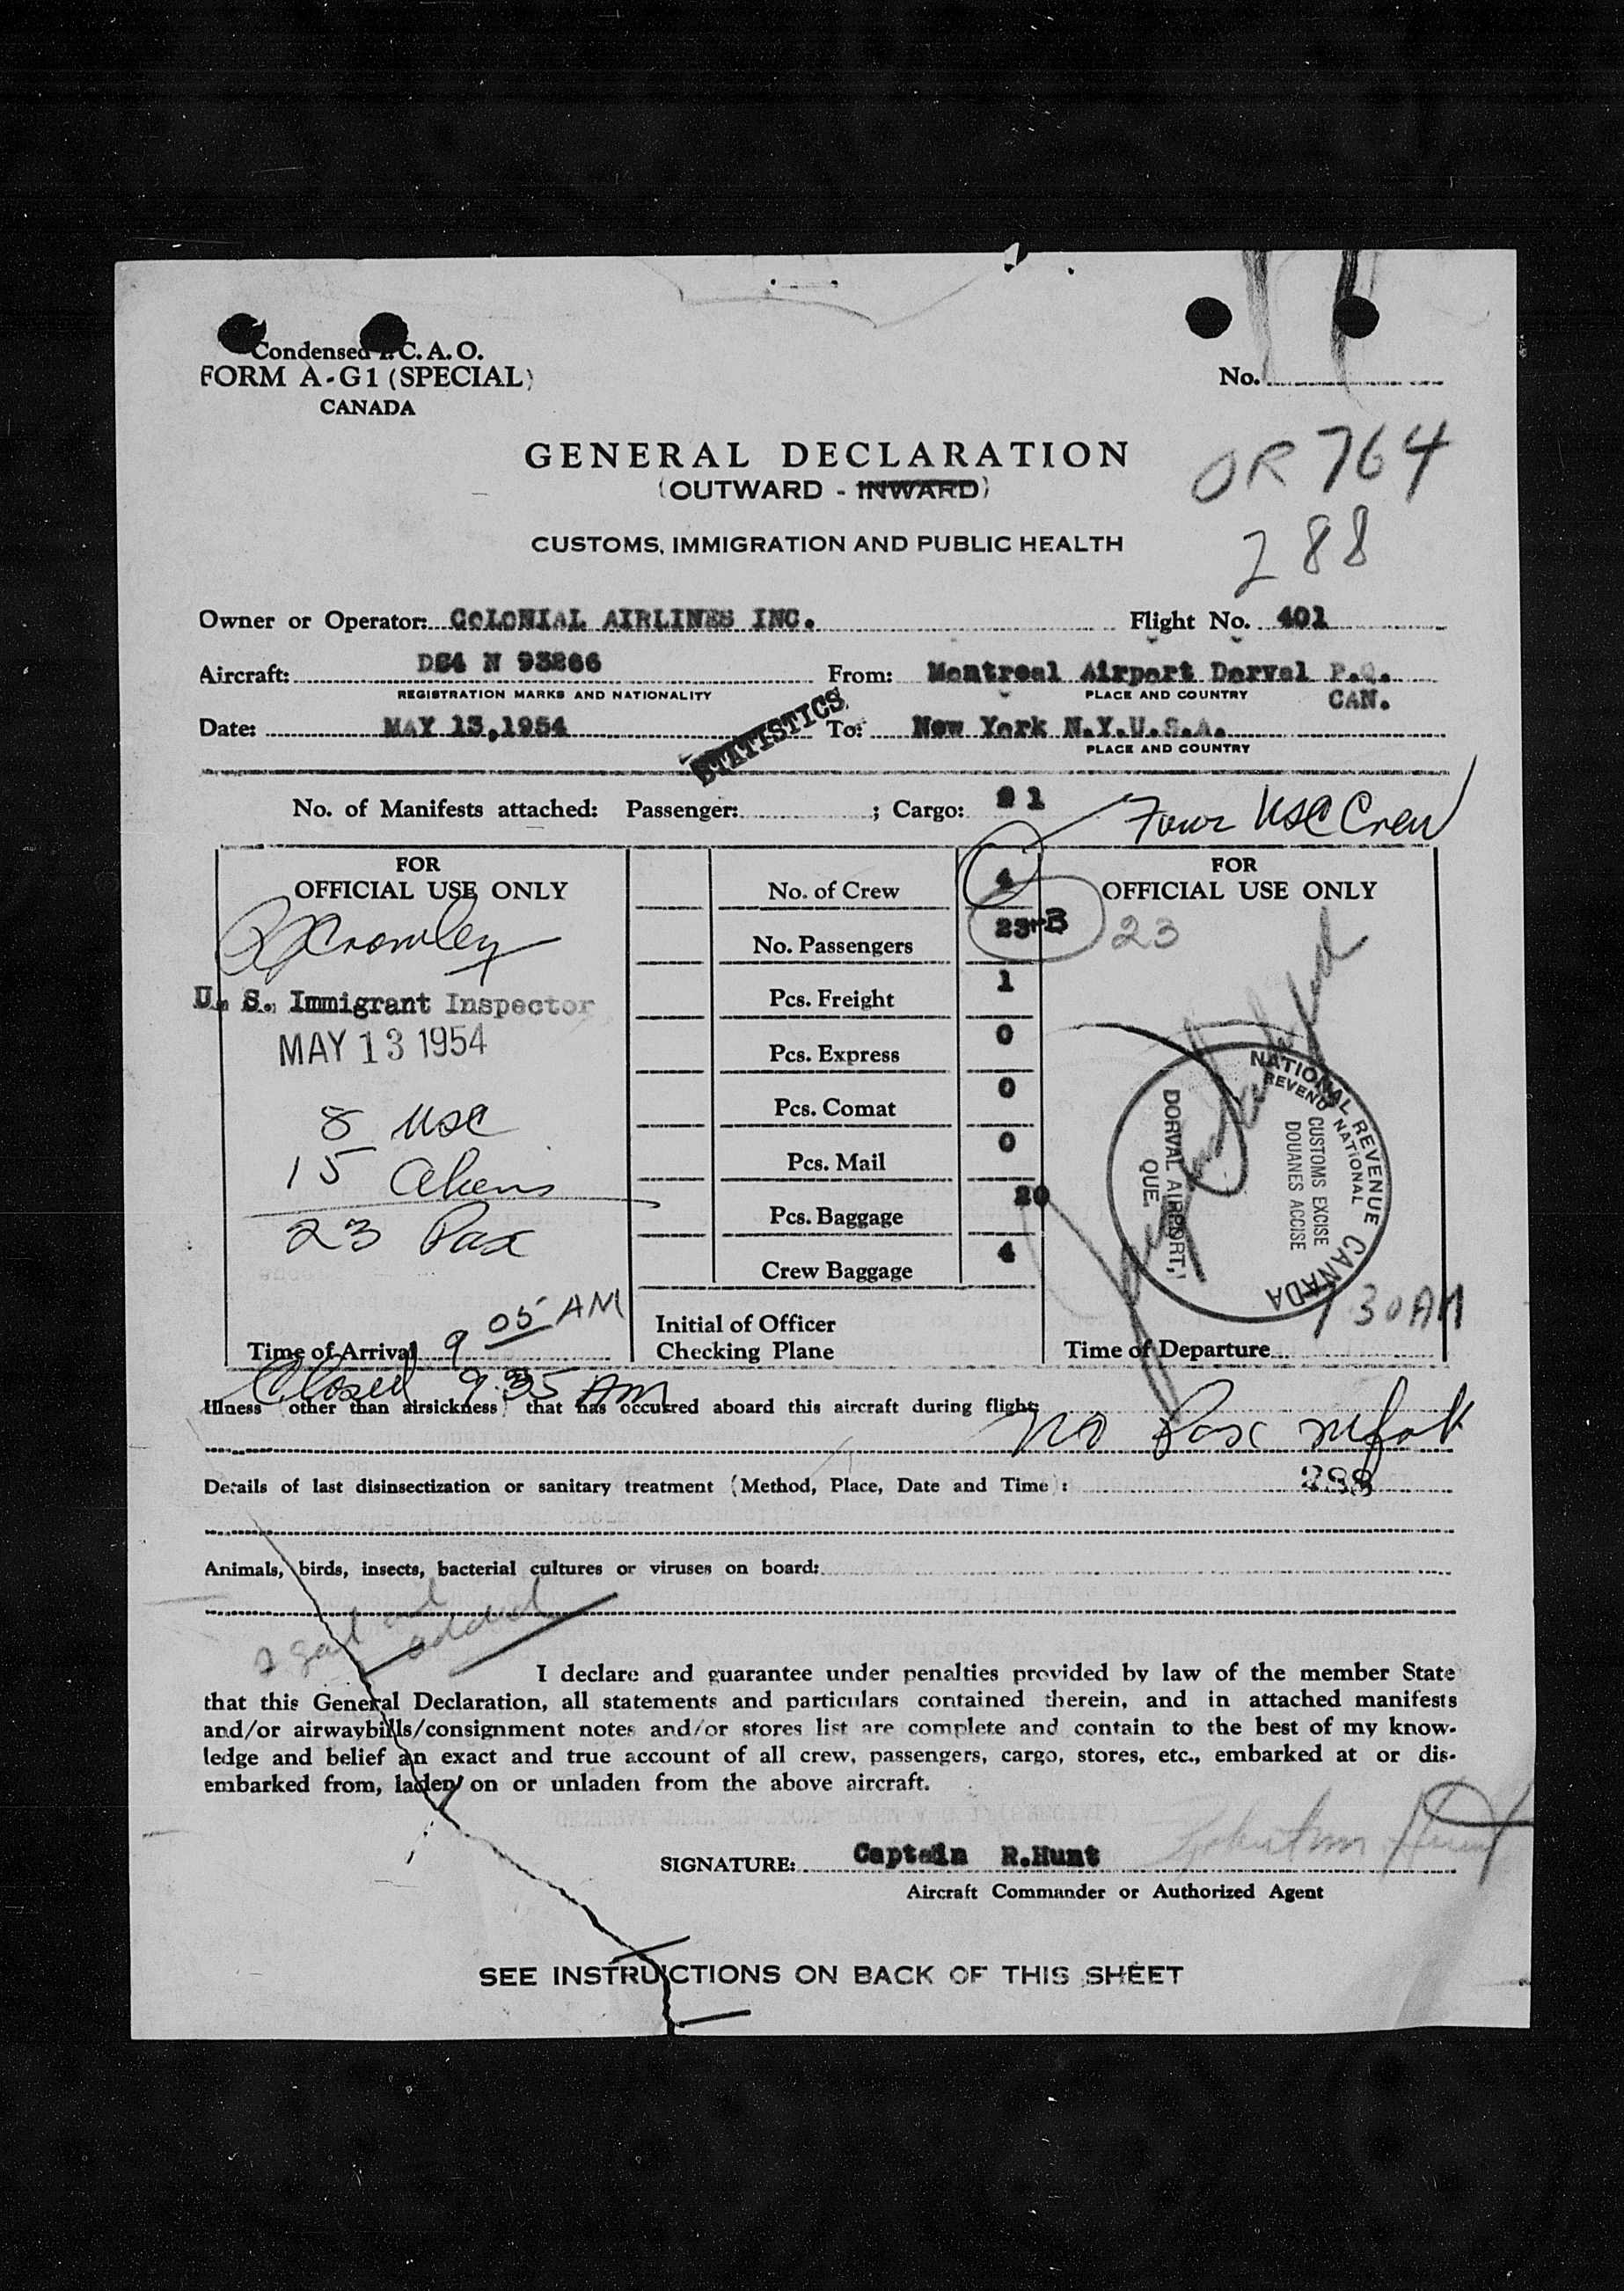 Condensed I. C. A. O.
FORM A-G1 (SPECIAL)
CANADA
No.
OR 764
288
GENERAL DECLARATION
(OUTWARD - INWARD)
CUSTOMS, IMMIGRATION AND PUBLIC HEALTH
Owner or Operator: COLONIAL AIRLINES INC. Flight No. 401
Aircraft: DC4 N 93266 From: Montreal Airport Dorval P.Q.
REGISTRATION MARKS AND NATIONALITY PLACE AND COUNTRY CAN.
Date: MAY 13,1954 To: New York N.Y.U.S.A.
PLACE AND COUNTRY
STATISTICS
No. of Manifests attached: Passenger: ; Cargo: 1
Four USC Crew
FOR
OFFICIAL USE ONLY
Crowley
U. S. Immigrant Inspector
MAY 13 1954
8 USC
15 Aliens
23 Pax
Time of Arrival 9 05 AM
Closed 9.35 AM
No. of Crew 4
No. Passengers 23+B
Pcs. Freight 1
Pcs. Express 0
Pcs. Comat 0
Pcs. Mail 0
Pcs. Baggage 20
Crew Baggage 4
Initial of Officer
Checking Plane
FOR
OFFICIAL USE ONLY
23
NATIONAL REVENUE CANADA
REVENU NATIONAL
CUSTOMS EXCISE
DOUANES ACCISE
DORVAL AIRPORT,
QUE.
7 30 AM
Time of Departure
Illness (other than airsickness) that has occurred aboard this aircraft during flight:
No Pax
Details of last disinsectization or sanitary treatment (Method, Place, Date and Time):
288
Animals, birds, insects, bacterial cultures or viruses on board:
added
I declare and guarantee under penalties provided by law of the member State
that this General Declaration, all statements and particulars contained therein, and in attached manifests
and/or airwaybills/consignment notes and/or stores list are complete and contain to the best of my know-
ledge and belief an exact and true account of all crew, passengers, cargo, stores, etc., embarked at or dis-
embarked from, laden on or unladen from the above aircraft.
SIGNATURE: Captain R.Hunt
Aircraft Commander or Authorized Agent
SEE INSTRUCTIONS ON BACK OF THIS SHEET